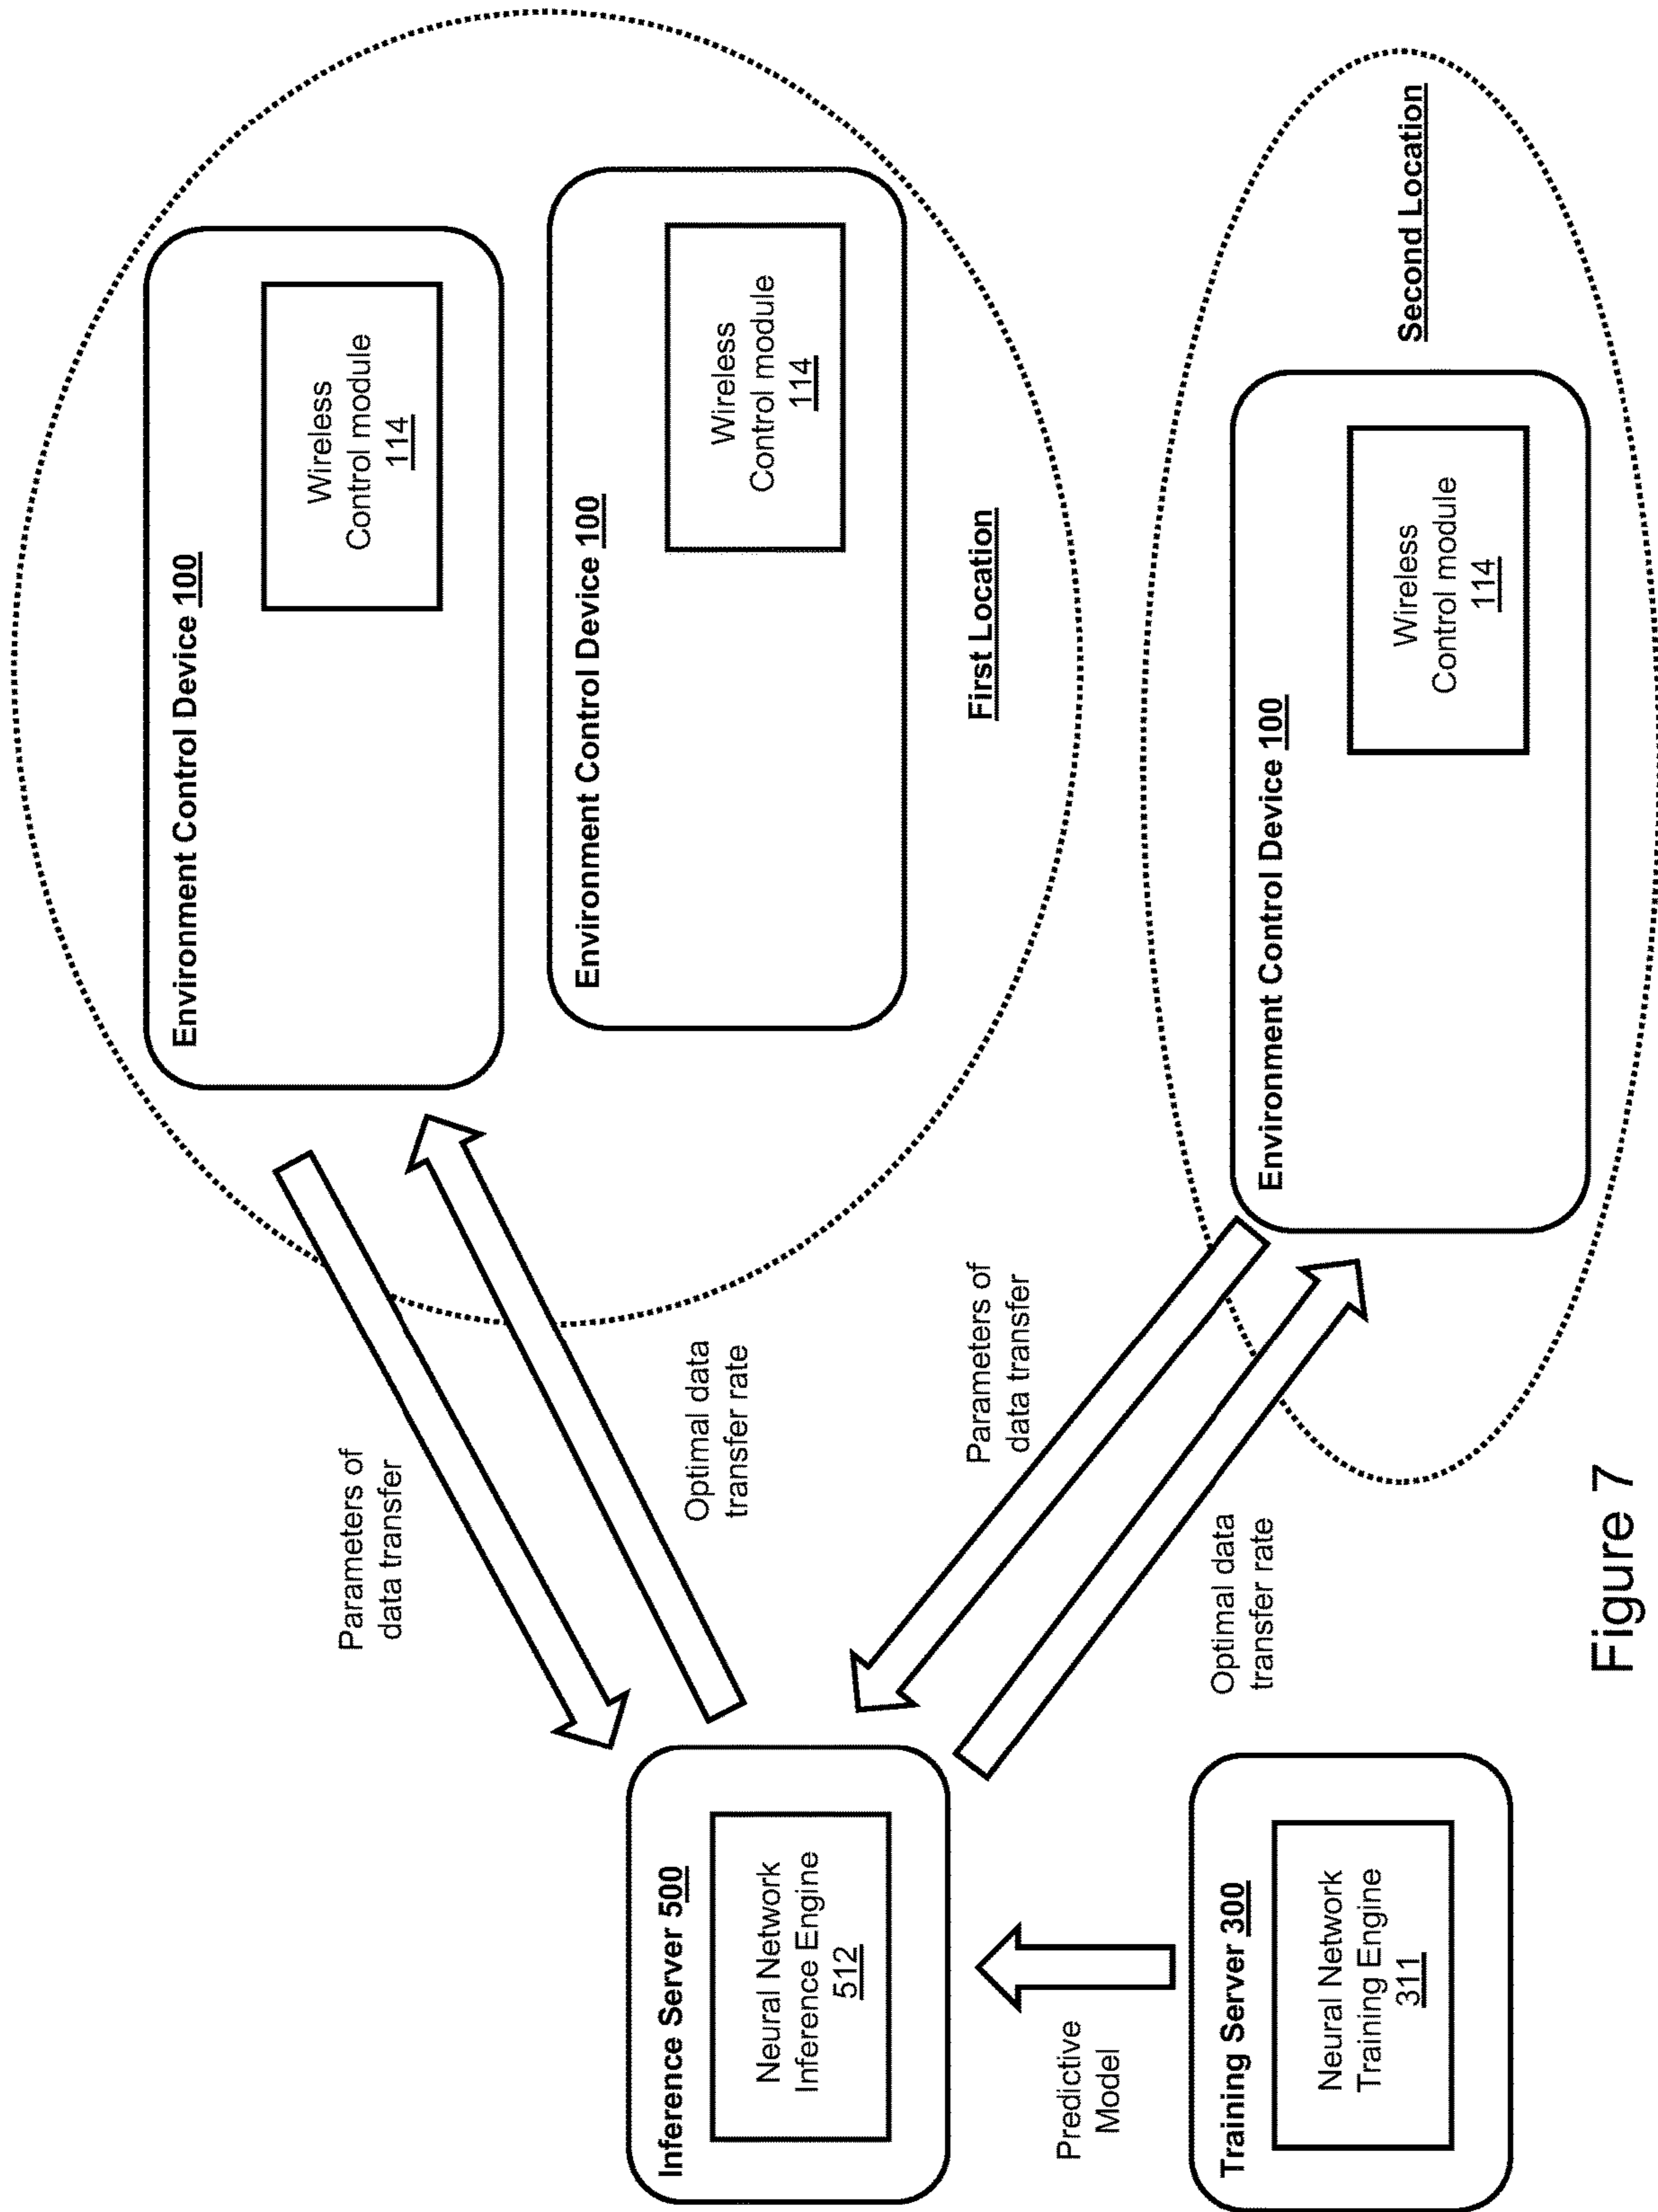 Environment Control Device 100
Wireless
Control module
114
Environment Control Device 100
Wireless
Control module
114
First Location
Parameters of
data transfer
Optimal data
transfer rate
Inference Server 500
Neural Network
Inference Engine
512
Parameters of
data transfer
Optimal data
transfer rate
Predictive
Model
Training Server 300
Neural Network
Training Engine
311
Environment Control Device 100
Wireless
Control module
114
Second Location
Figure 7